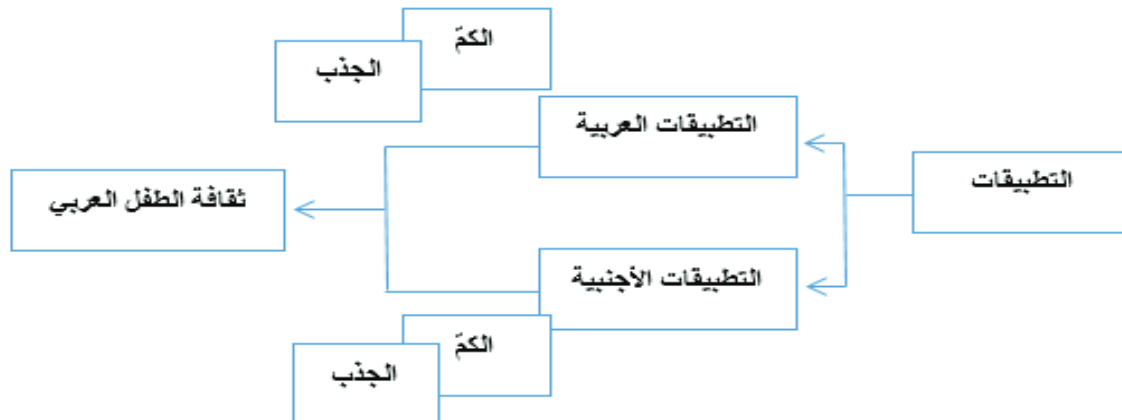 الكمّ
الجذب
التطبيقات العربية
التطبيقات
ثقافة الطفل العربي
التطبيقات الأجنبية
الكمّ
الجذب